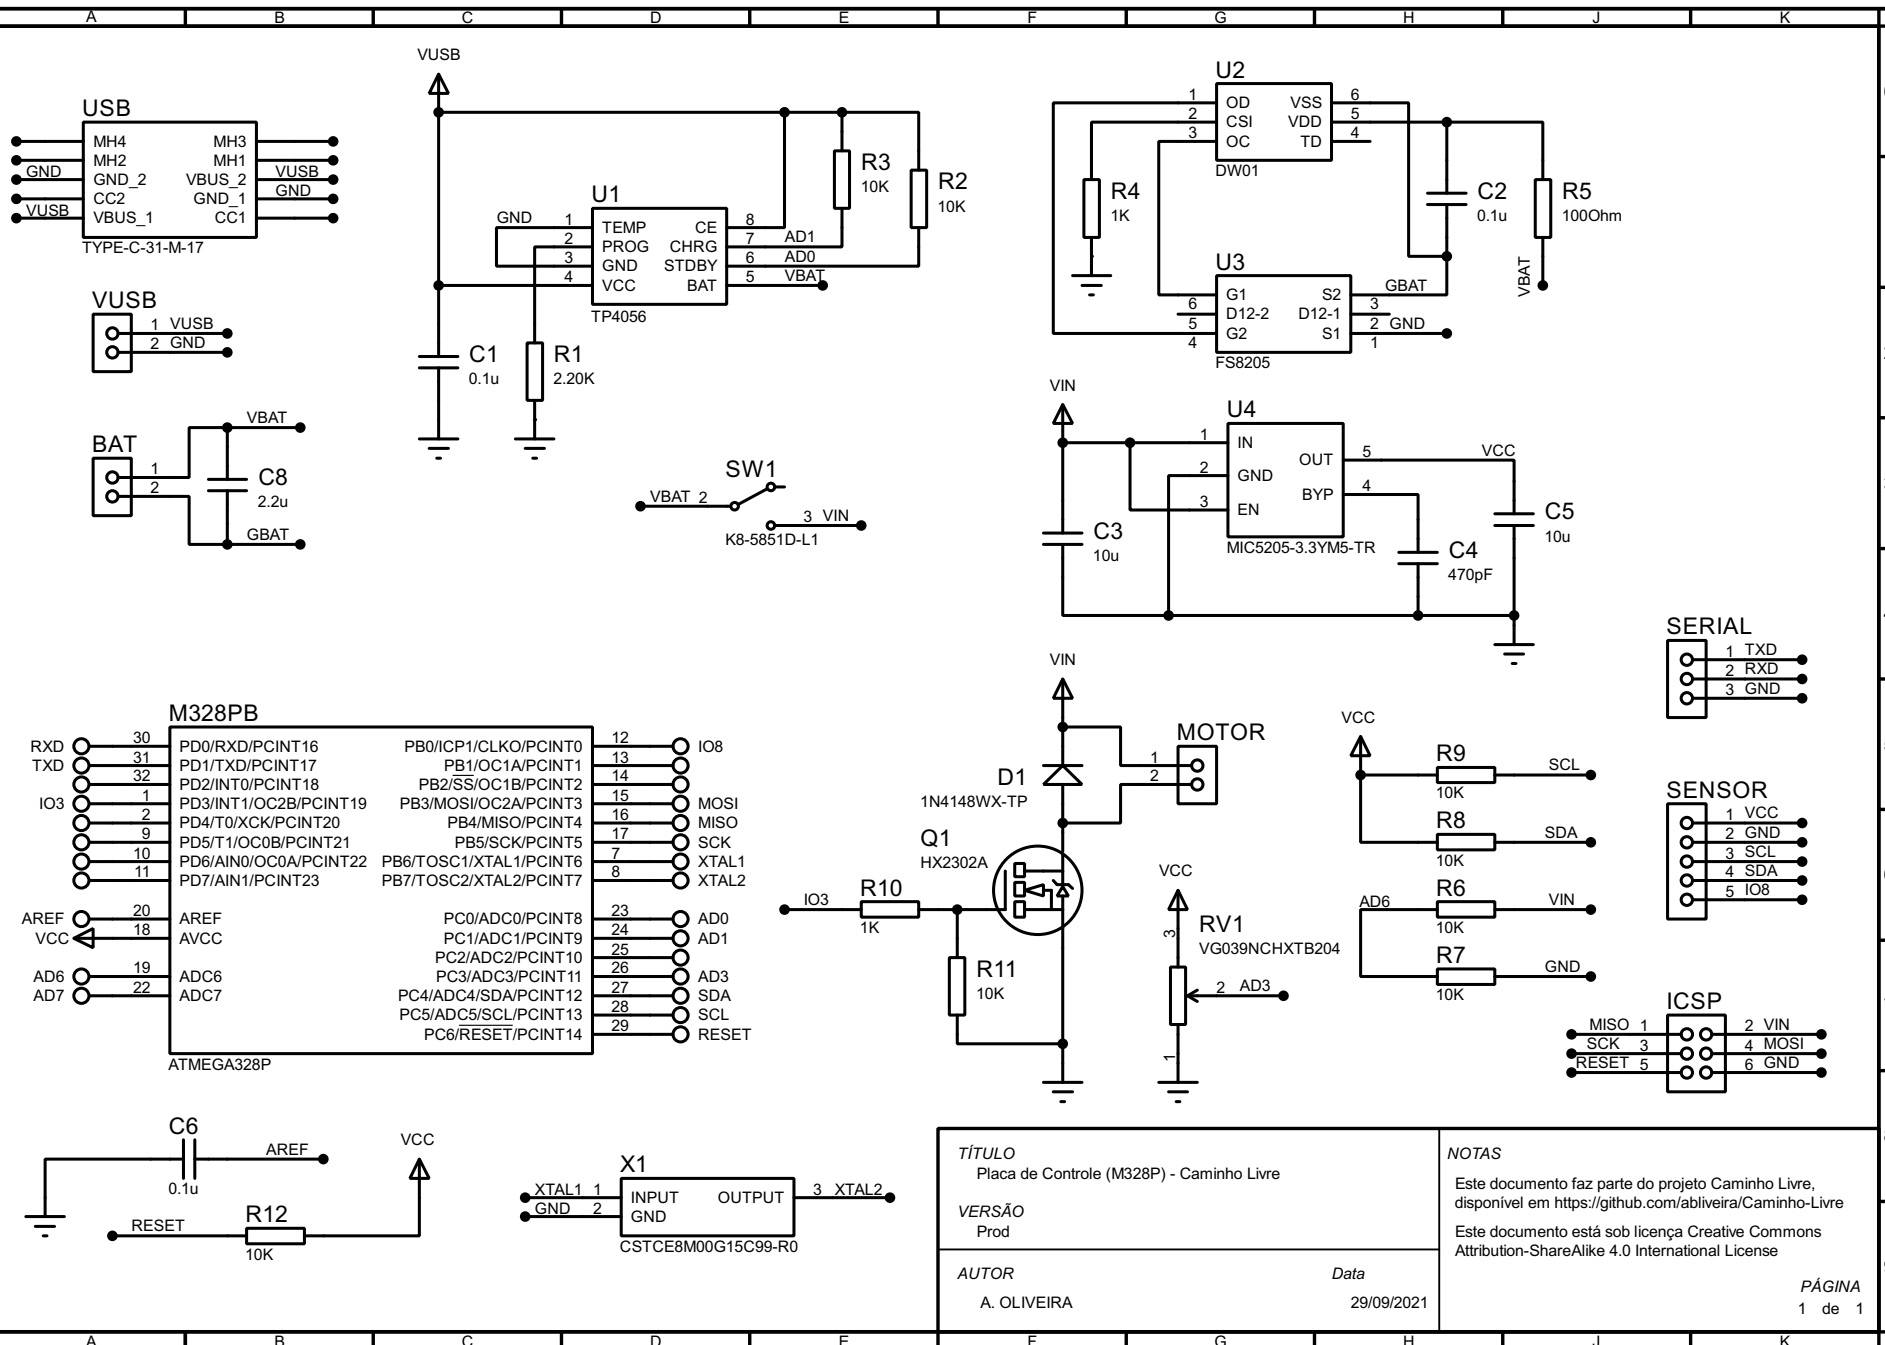 A B C D E F G H J K
USB
MH4
MH2
GND GND_2
CC2
VUSB VBUS_1
MH3
MH1
VBUS_2 VUSB
GND_1 GND
CC1
TYPE-C-31-M-17
VUSB
1 VUSB
2 GND
BAT
1
2
VBAT
C8
2.2u
GBAT
VUSB
U1
GND 1 TEMP
2 PROG
3 GND
4 VCC
CE 8
CHRG 7 AD1
STDBY 6 AD0
BAT 5 VBAT
TP4056
R3
10K
R2
10K
C1
0.1u
R1
2.20K
SW1
VBAT 2
3 VIN
K8-5851D-L1
U2
1 OD
2 CSI
3 OC
VSS 6
VDD 5
TD 4
DW01
R4
1K
C2
0.1u
R5
100Ohm
VBAT
U3
G1
6 D12-2
5 G2
4
S2 GBAT
D12-1 3
S1 2 GND
1
FS8205
VIN
U4
1 IN
2 GND
3 EN
OUT 5 VCC
BYP 4
MIC5205-3.3YM5-TR
C3
10u
C4
470pF
C5
10u
SERIAL
1 TXD
2 RXD
3 GND
M328PB
RXD 30 PD0/RXD/PCINT16
TXD 31 PD1/TXD/PCINT17
32 PD2/INT0/PCINT18
IO3 1 PD3/INT1/OC2B/PCINT19
2 PD4/T0/XCK/PCINT20
9 PD5/T1/OC0B/PCINT21
10 PD6/AIN0/OC0A/PCINT22
11 PD7/AIN1/PCINT23
AREF 20 AREF
VCC 18 AVCC
AD6 19 ADC6
AD7 22 ADC7
PB0/ICP1/CLKO/PCINT0 12 IO8
PB1/OC1A/PCINT1 13
PB2/SS/OC1B/PCINT2 14
PB3/MOSI/OC2A/PCINT3 15 MOSI
PB4/MISO/PCINT4 16 MISO
PB5/SCK/PCINT5 17 SCK
PB6/TOSC1/XTAL1/PCINT6 7 XTAL1
PB7/TOSC2/XTAL2/PCINT7 8 XTAL2
PC0/ADC0/PCINT8 23 AD0
PC1/ADC1/PCINT9 24 AD1
PC2/ADC2/PCINT10 25
PC3/ADC3/PCINT11 26 AD3
PC4/ADC4/SDA/PCINT12 27 SDA
PC5/ADC5/SCL/PCINT13 28 SCL
PC6/RESET/PCINT14 29 RESET
ATMEGA328P
VIN
MOTOR
1
2
D1
1N4148WX-TP
Q1
HX2302A
IO3
R10
1K
R11
10K
VCC
RV1
VG039NCHXTB204
3
2 AD3
1
VCC
R9
10K
SCL
R8
10K
SDA
AD6
R6
10K
VIN
R7
10K
GND
SENSOR
1 VCC
2 GND
3 SCL
4 SDA
5 IO8
ICSP
MISO 1
SCK 3
RESET 5
2 VIN
4 MOSI
6 GND
C6
0.1u
AREF
VCC
RESET
R12
10K
X1
XTAL1 1 INPUT
GND 2 GND
OUTPUT 3 XTAL2
CSTCE8M00G15C99-R0
TÍTULO
Placa de Controle (M328P) - Caminho Livre
VERSÃO
Prod
AUTOR
A. OLIVEIRA
Data
29/09/2021
NOTAS
Este documento faz parte do projeto Caminho Livre,
disponível em https://github.com/abliveira/Caminho-Livre
Este documento está sob licença Creative Commons
Attribution-ShareAlike 4.0 International License
PÁGINA
1 de 1
A B C D E F G H J K